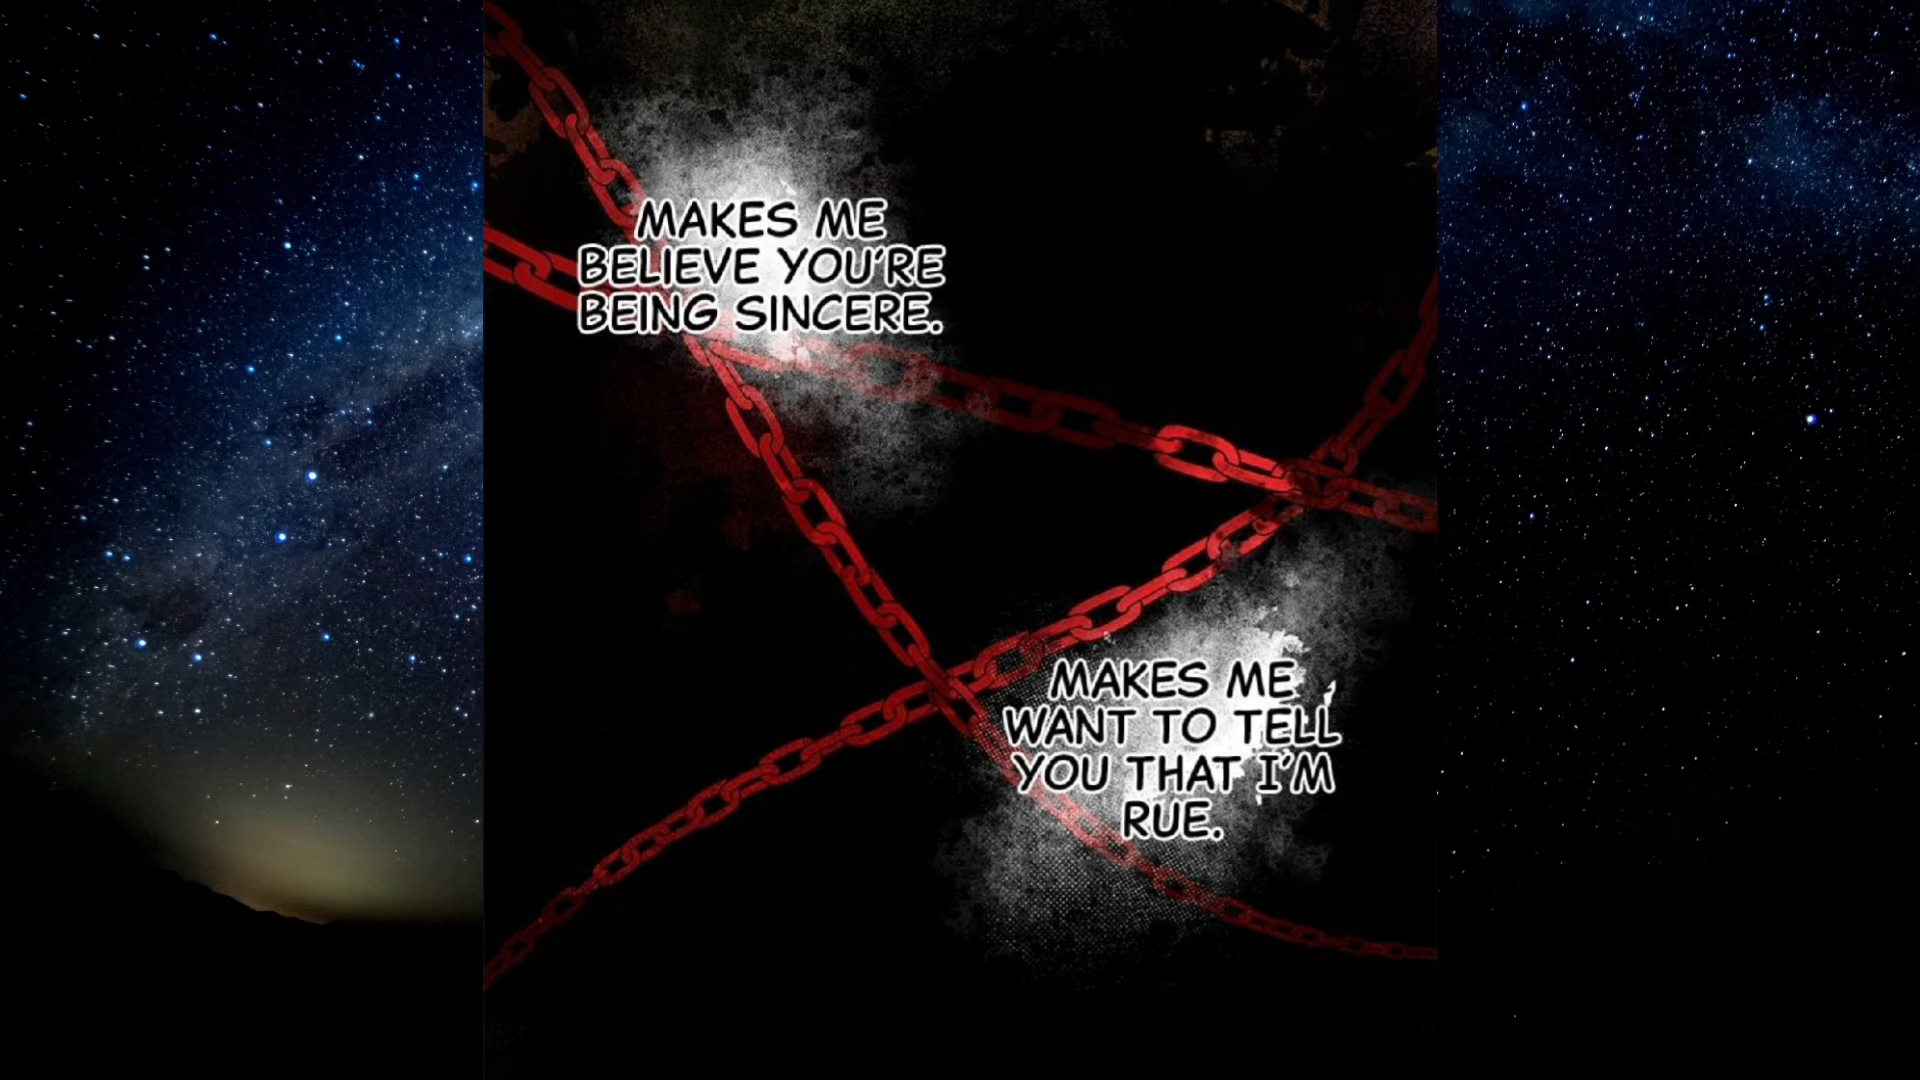 MAKES ME
BELIEVE YOU'RE
BEING SINCERE.
MAKES ME
WANT TO TELL
YOU THAT I'M
RUE.